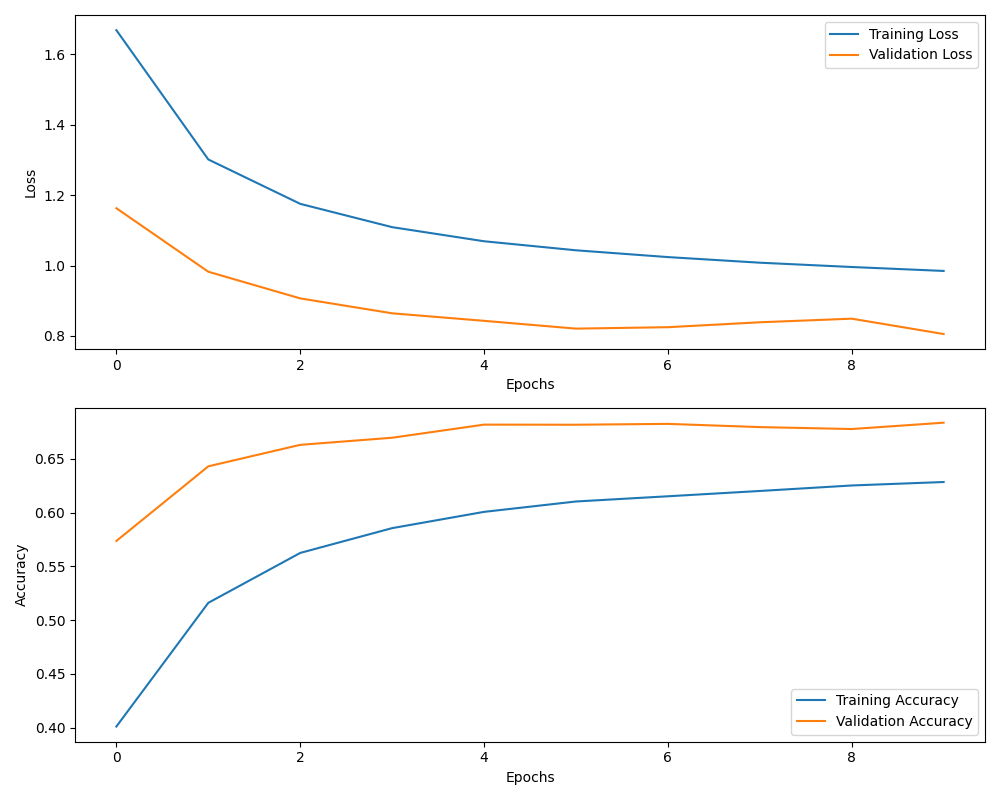 Training Loss
Validation Loss
1.6
1.4
1.2
1.0
0.8
Loss
0 2 4 6 8
Epochs
0.65
0.60
0.55
0.50
0.45
0.40
Accuracy
Training Accuracy
Validation Accuracy
0 2 4 6 8
Epochs